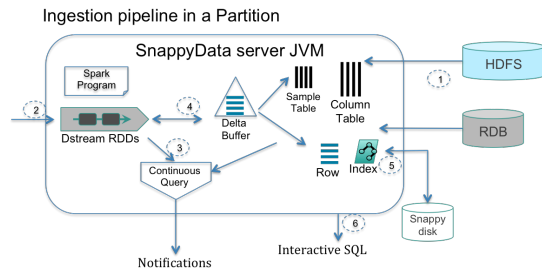 Ingestion pipeline in a Partition
SnappyData server JVM
Spark
Program
HDFS
1
Sample
Table
Column
Table
2
4
Delta
Buffer
Dstream RDDs
RDB
3
Continuous
Query
Row
Index
5
Snappy
disk
6
Interactive SQL
Notifications